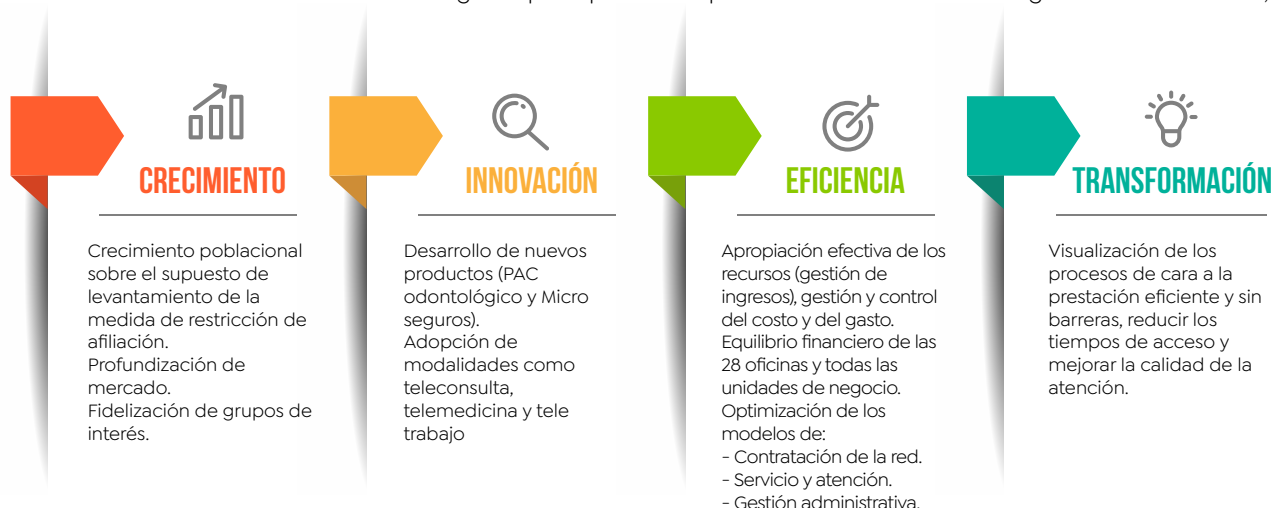 CRECIMIENTO
Crecimiento poblacional
sobre el supuesto de
levantamiento de la
medida de restricción de
afiliación.
Profundización de
mercado.
Fidelización de grupos de
interés.
INNOVACIÓN
Desarrollo de nuevos
productos (PAC
odontológico y Micro
seguros).
Adopción de
modalidades como
teleconsulta,
telemedicina y tele
trabajo
EFICIENCIA
Apropiación efectiva de los
recursos (gestión de
ingresos), gestión y control
del costo y del gasto.
Equilibrio financiero de las
28 oficinas y todas las
unidades de negocio.
Optimización de los
modelos de:
- Contratación de la red.
- Servicio y atención.
- Gestión administrativa.
TRANSFORMACIÓN
Visualización de los
procesos de cara a la
prestación eficiente y sin
barreras, reducir los
tiempos de acceso y
mejorar la calidad de la
atención.